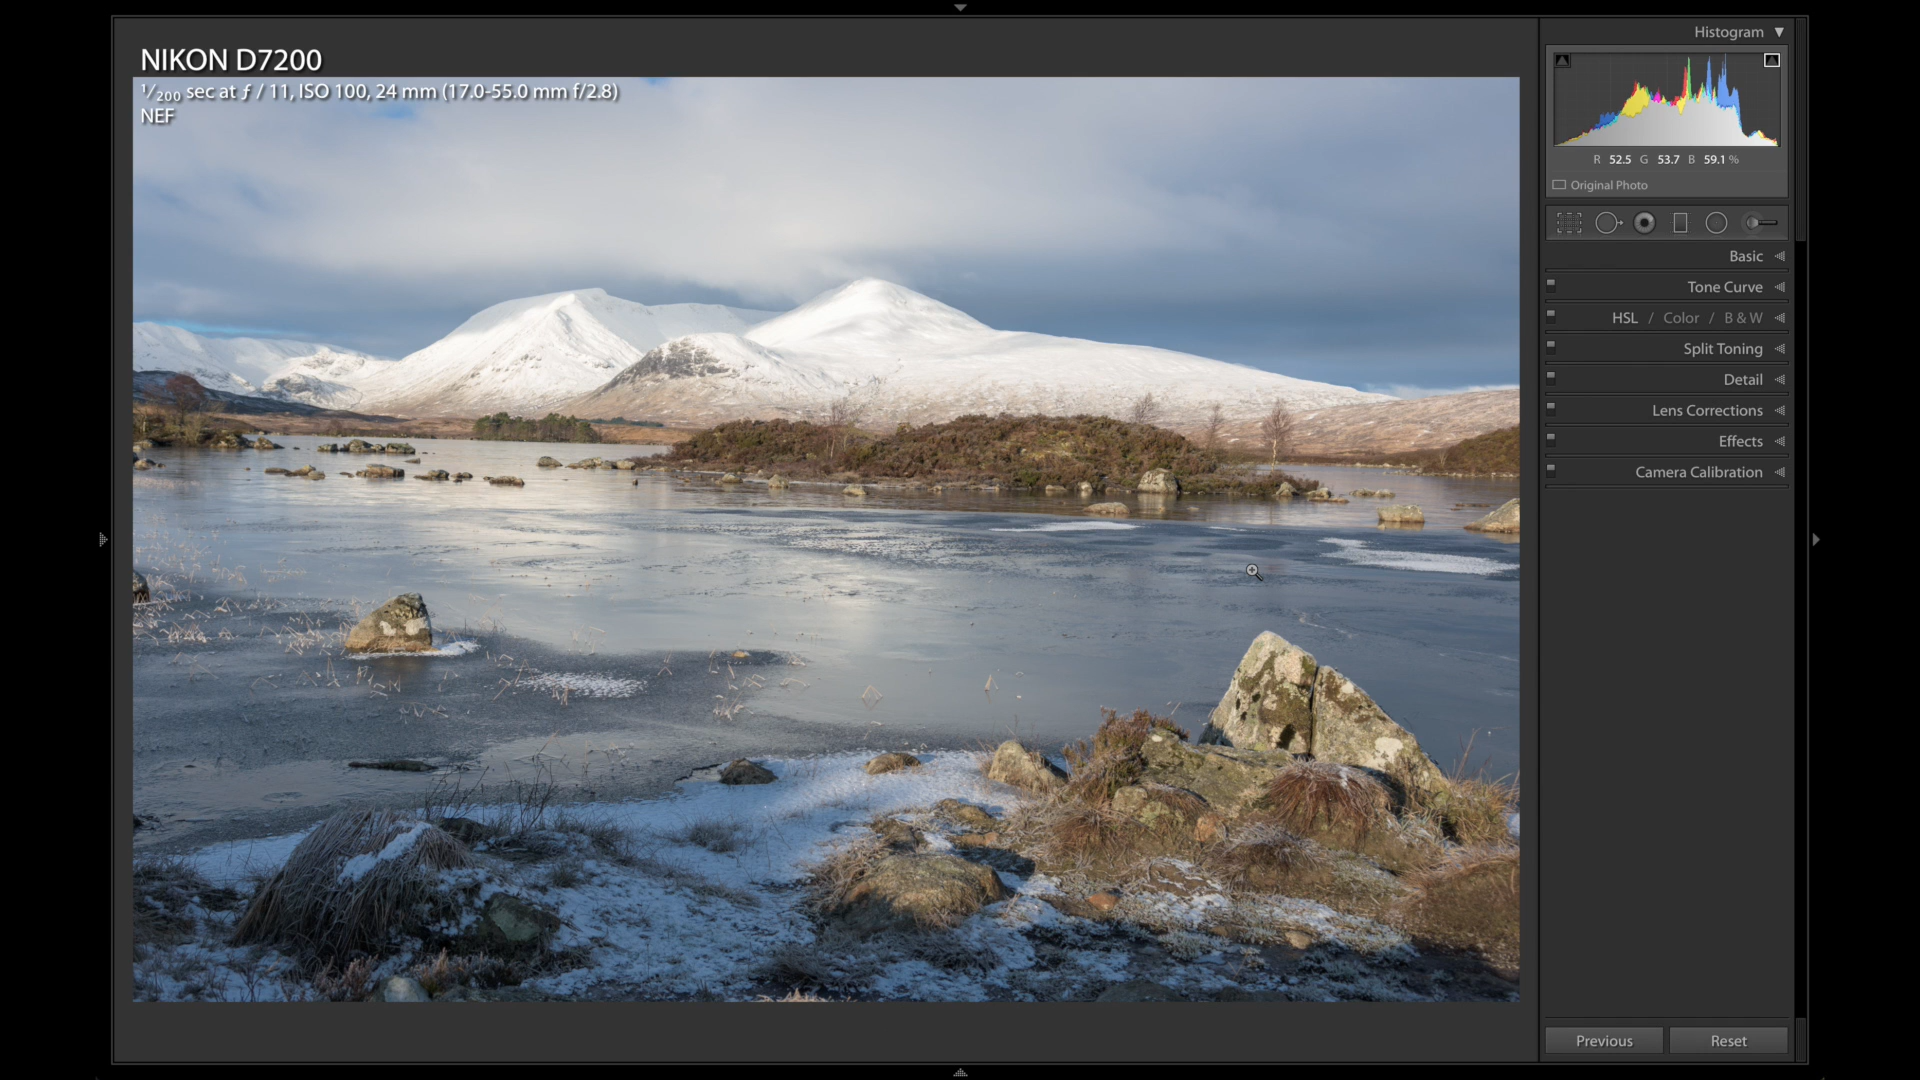 NIKON D7200
1/200 sec at ƒ / 11, ISO 100, 24 mm (17.0-55.0 mm f/2.8)
NEF
Histogram
R 52.5 G 53.7 B 59.1 %
Original Photo
Basic
Tone Curve
HSL / Color / B & W
Split Toning
Detail
Lens Corrections
Effects
Camera Calibration
Previous Reset